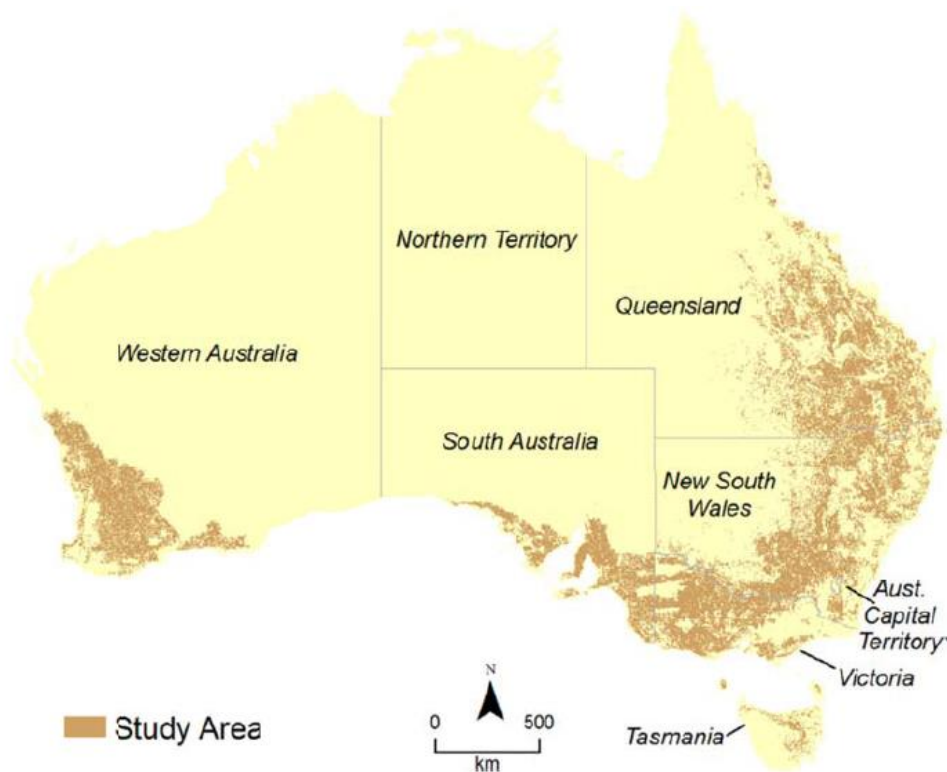 Northern Territory
Queensland
Western Australia
South Australia
New South
Wales
Aust.
Capital
Territory
Victoria
Tasmania
Study Area
N
0 500
km